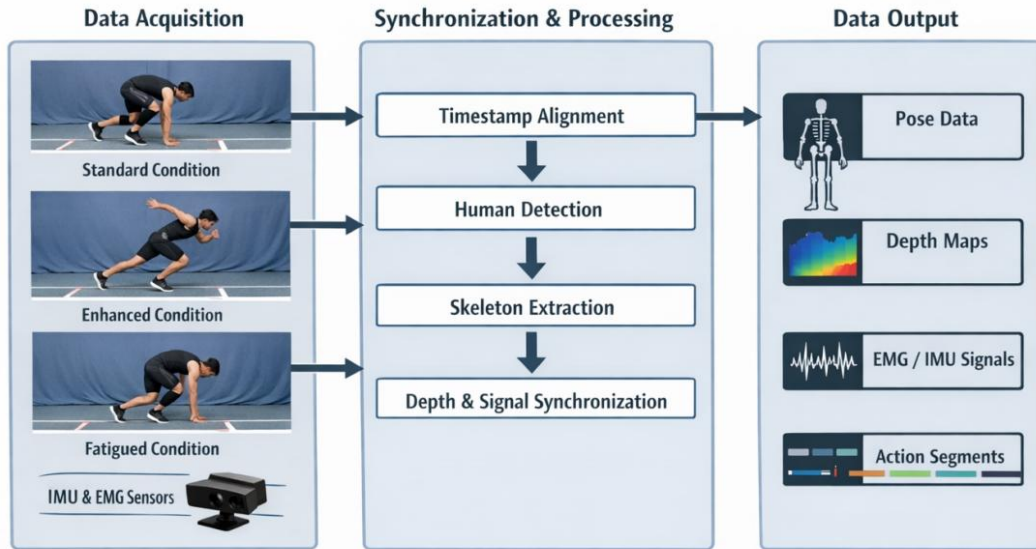 Data Acquisition
Standard Condition
Enhanced Condition
Fatigued Condition
IMU & EMG Sensors
Synchronization & Processing
Timestamp Alignment
Human Detection
Skeleton Extraction
Depth & Signal Synchronization
Data Output
Pose Data
Depth Maps
EMG / IMU Signals
Action Segments